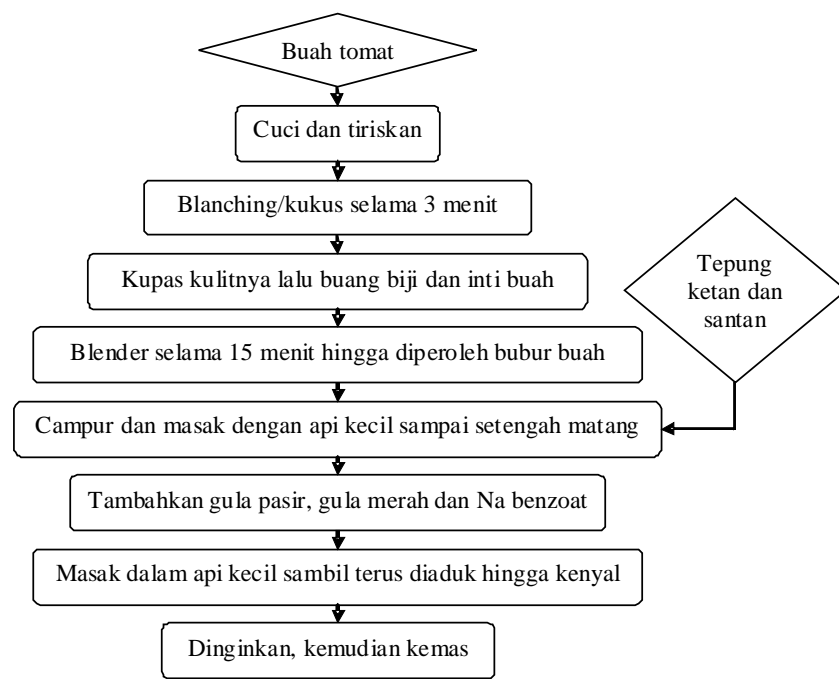 Buah tomat
Cuci dan tiriskan
Blanching/kukus selama 3 menit
Kupas kulitnya lalu buang biji dan inti buah
Tepung
ketan dan
santan
Blender selama 15 menit hingga diperoleh bubur buah
Campur dan masak dengan api kecil sampai setengah matang
Tambahkan gula pasir, gula merah dan Na benzoat
Masak dalam api kecil sambil terus diaduk hingga kenyal
Dinginkan, kemudian kemas